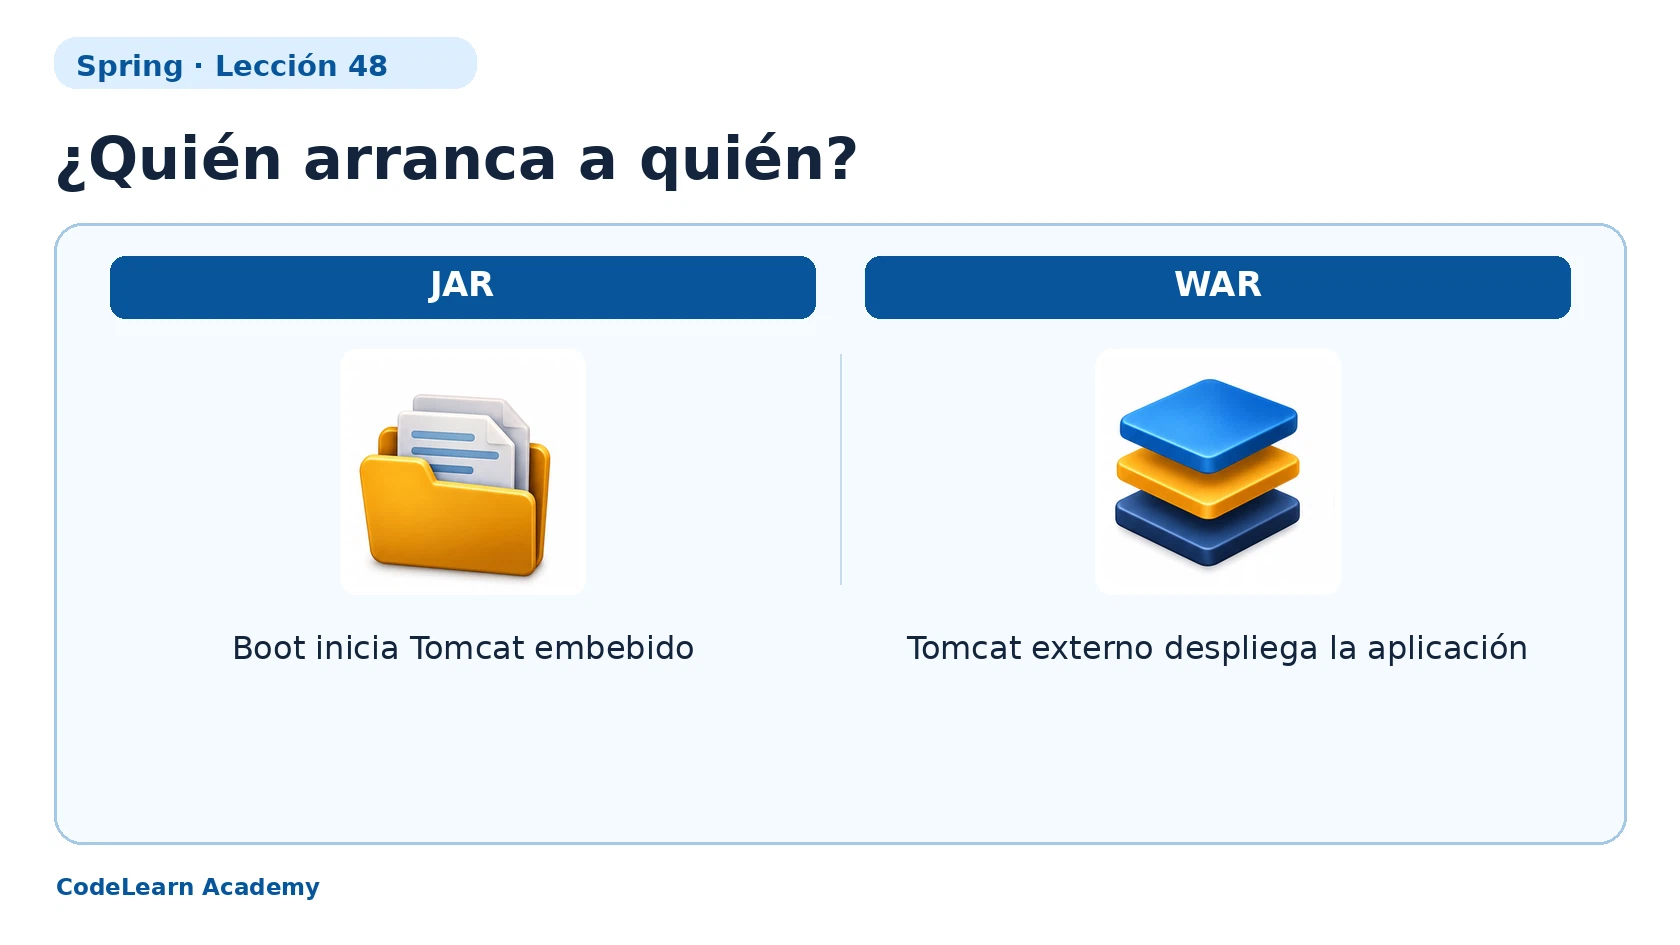 Spring · Lección 48
¿Quién arranca a quién?
JAR
WAR
Boot inicia Tomcat embebido
Tomcat externo despliega la aplicación
CodeLearn Academy